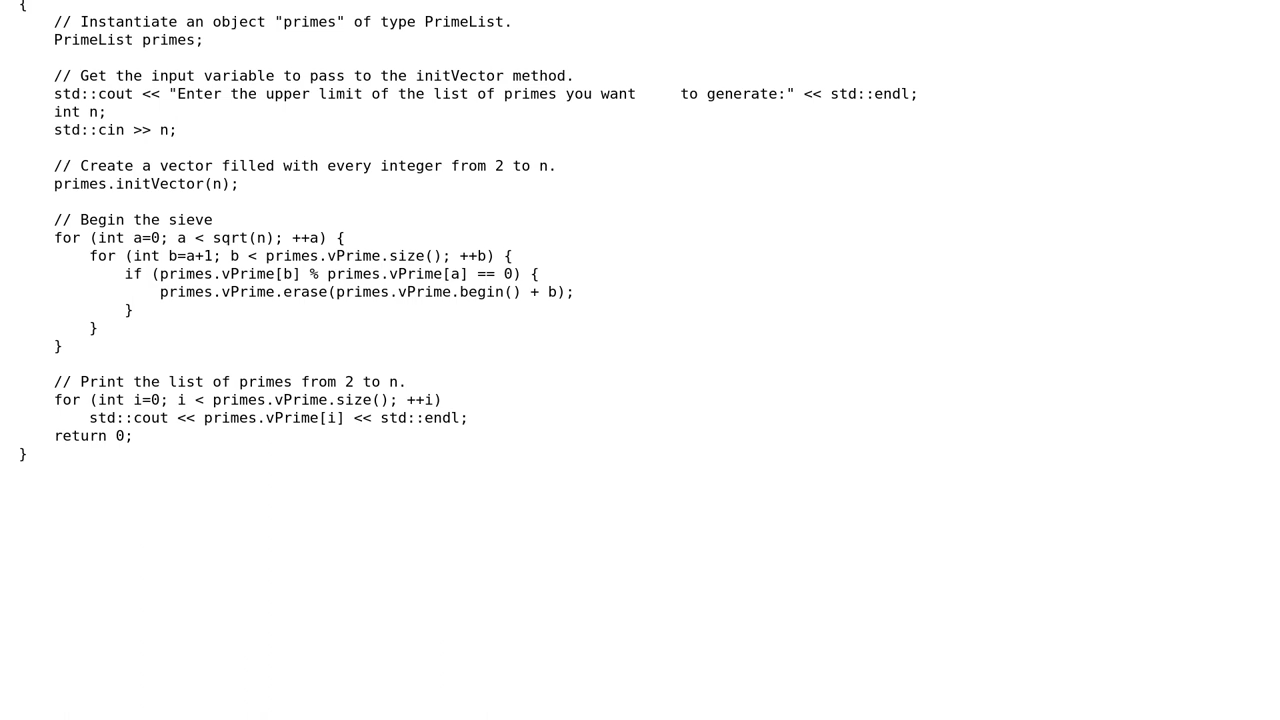 {
    // Instantiate an object "primes" of type PrimeList.
    PrimeList primes;
    // Get the input variable to pass to the initVector method.
    std::cout << "Enter the upper limit of the list of primes you want     to generate:" << std::endl;
    int n;
    std::cin >> n;
    // Create a vector filled with every integer from 2 to n.
    primes.initVector(n);
    // Begin the sieve
    for (int a=0; a < sqrt(n); ++a) {
        for (int b=a+1; b < primes.vPrime.size(); ++b) {
            if (primes.vPrime[b] % primes.vPrime[a] == 0) {
                primes.vPrime.erase(primes.vPrime.begin() + b);
            }
        }
    }
    // Print the list of primes from 2 to n.
    for (int i=0; i < primes.vPrime.size(); ++i)
        std::cout << primes.vPrime[i] << std::endl;
    return 0;
}